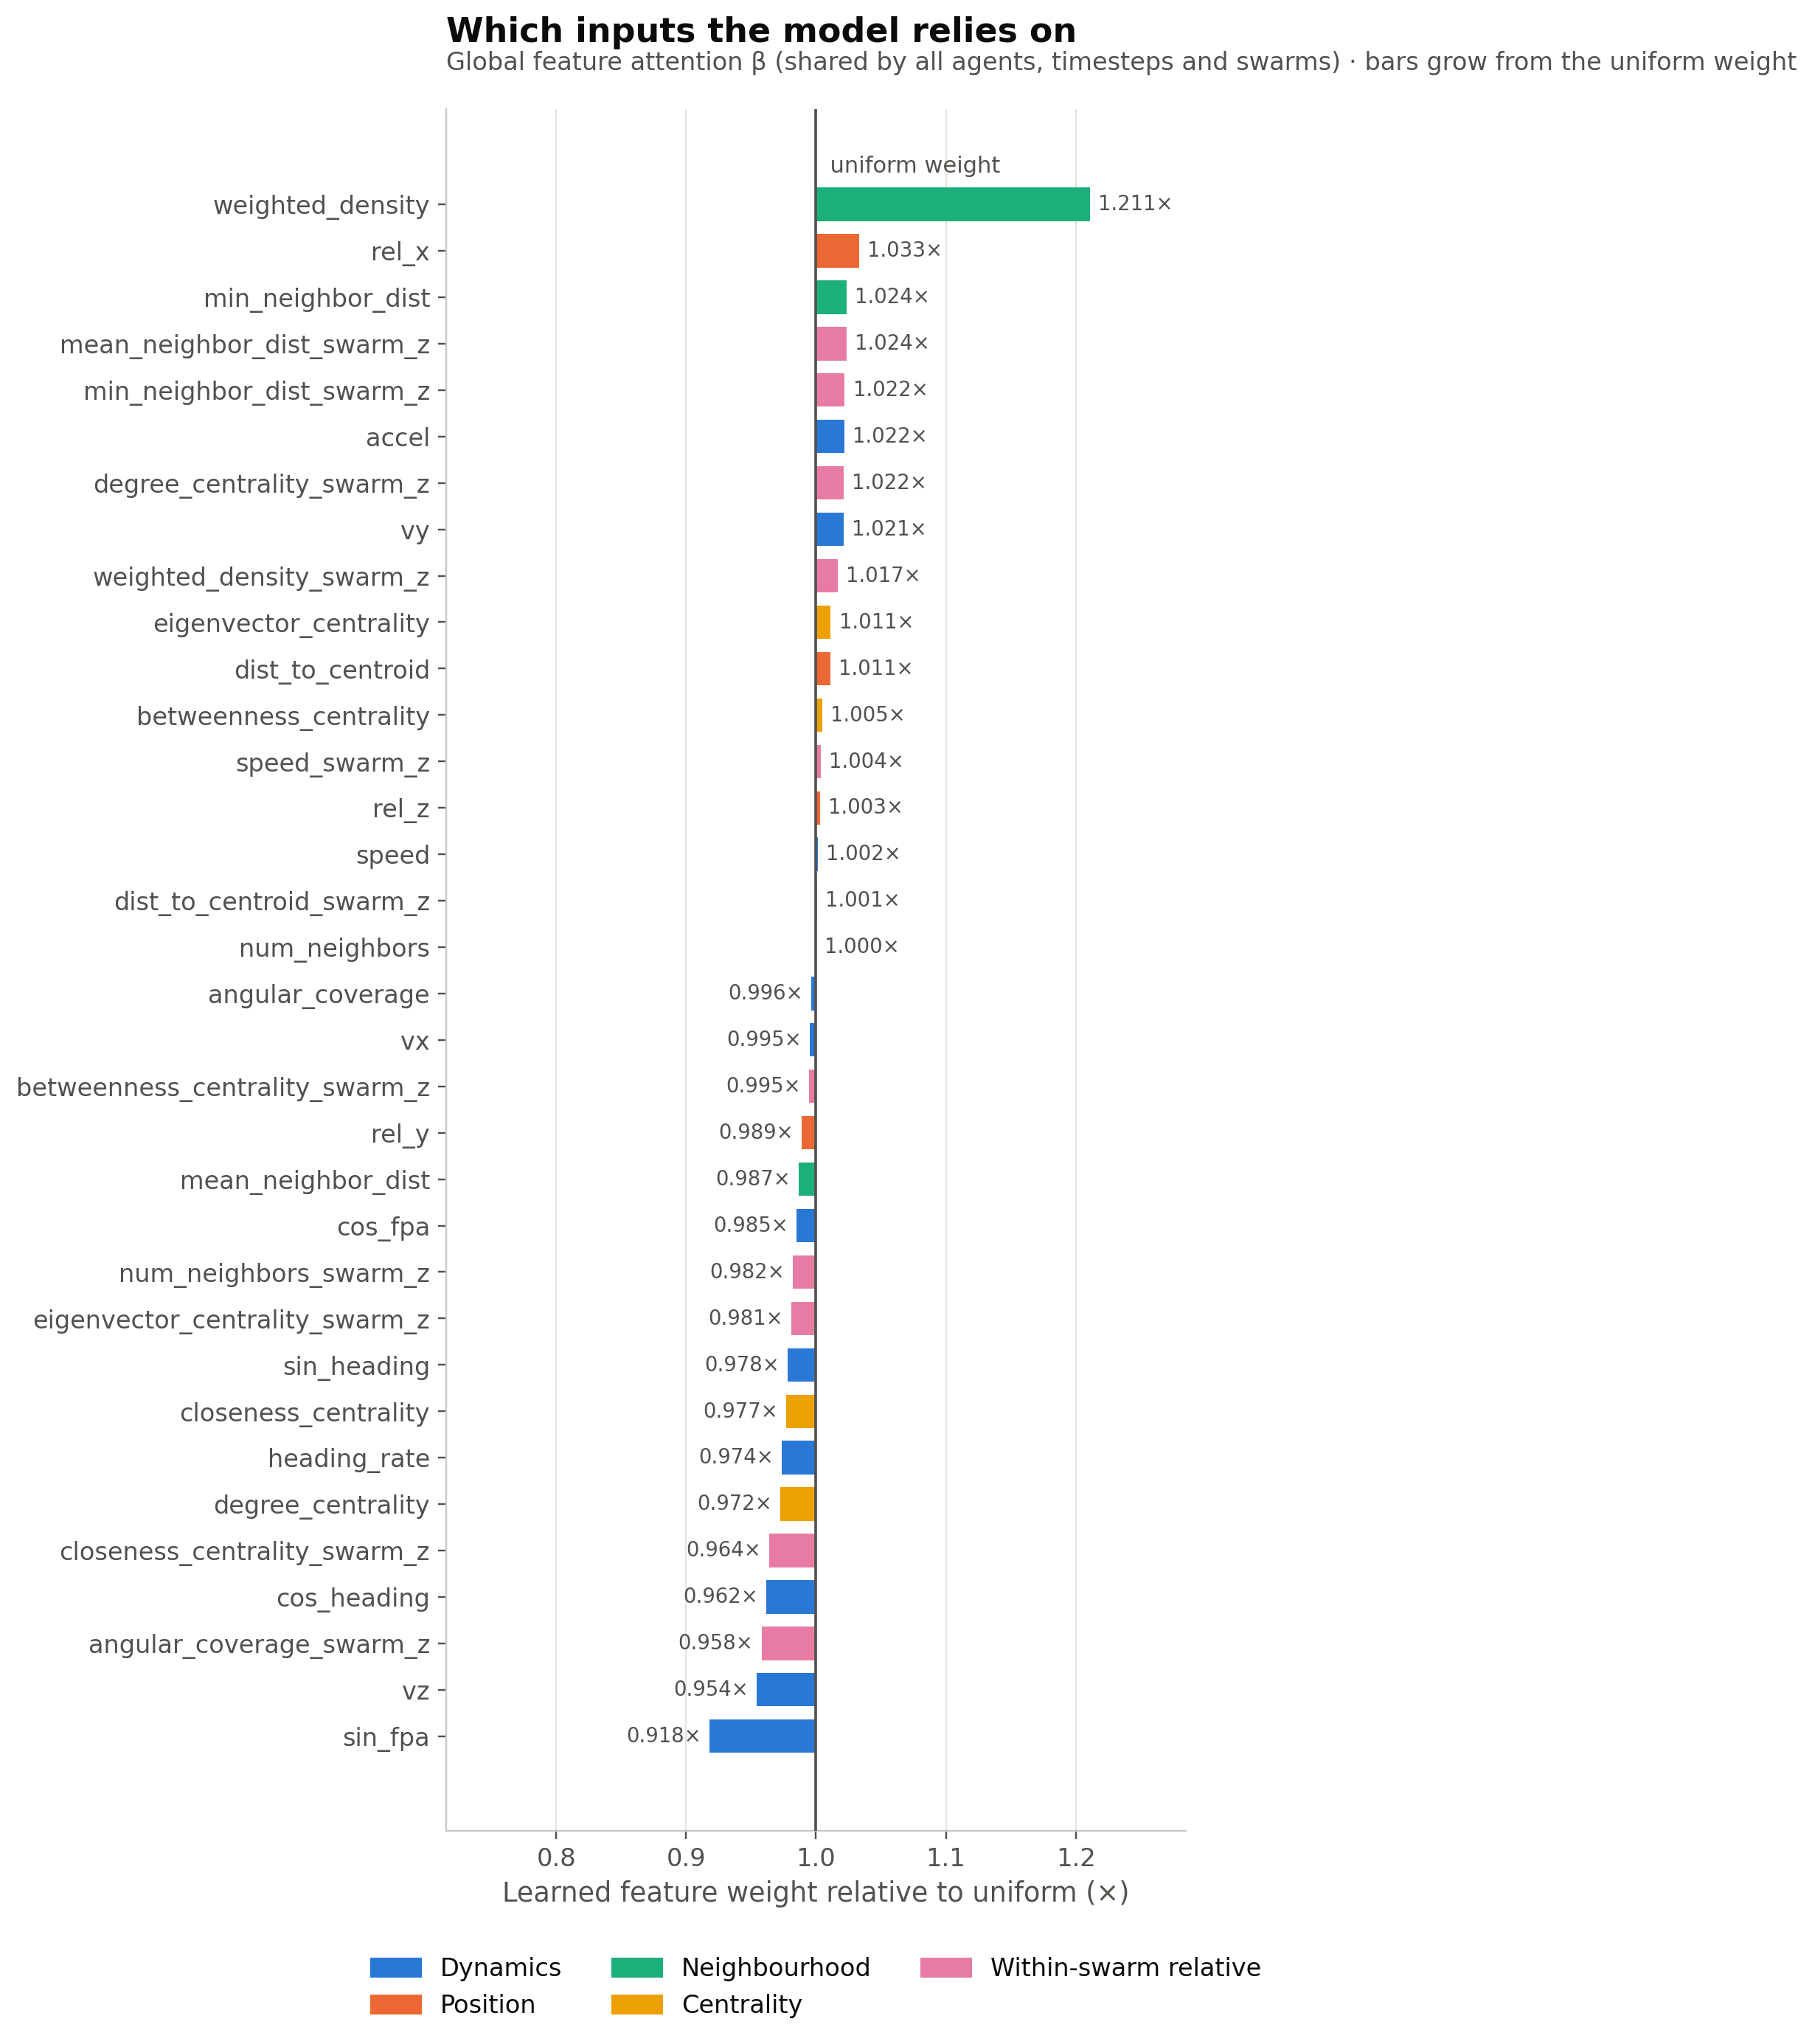 Which inputs the model relies on
Global feature attention β (shared by all agents, timesteps and swarms) · bars grow from the uniform weight
uniform weight
weighted_density 1.211×
rel_x 1.033×
min_neighbor_dist 1.024×
mean_neighbor_dist_swarm_z 1.024×
min_neighbor_dist_swarm_z 1.022×
accel 1.022×
degree_centrality_swarm_z 1.022×
vy 1.021×
weighted_density_swarm_z 1.017×
eigenvector_centrality 1.011×
dist_to_centroid 1.011×
betweenness_centrality 1.005×
speed_swarm_z 1.004×
rel_z 1.003×
speed 1.002×
dist_to_centroid_swarm_z 1.001×
num_neighbors 1.000×
angular_coverage 0.996×
vx 0.995×
betweenness_centrality_swarm_z 0.995×
rel_y 0.989×
mean_neighbor_dist 0.987×
cos_fpa 0.985×
num_neighbors_swarm_z 0.982×
eigenvector_centrality_swarm_z 0.981×
sin_heading 0.978×
closeness_centrality 0.977×
heading_rate 0.974×
degree_centrality 0.972×
closeness_centrality_swarm_z 0.964×
cos_heading 0.962×
angular_coverage_swarm_z 0.958×
vz 0.954×
sin_fpa 0.918×
0.8 0.9 1.0 1.1 1.2
Learned feature weight relative to uniform (×)
Dynamics Neighbourhood Within-swarm relative
Position Centrality